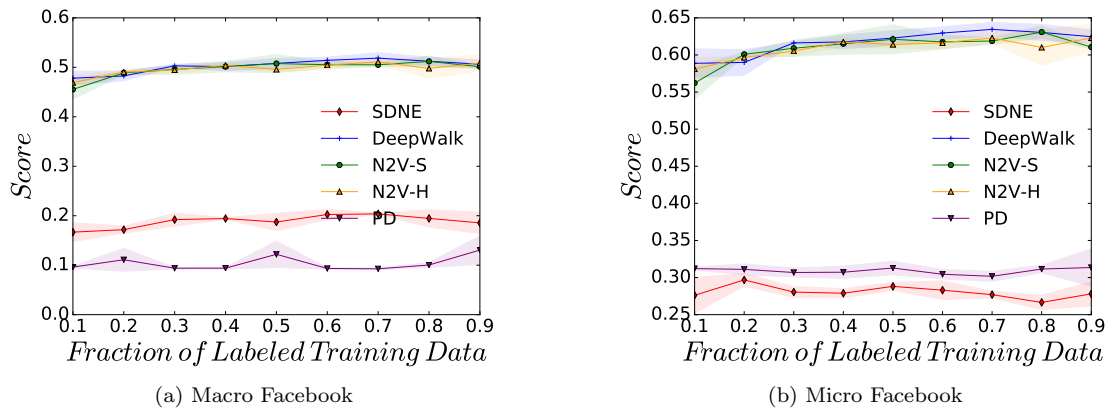 0.6
0.5
0.4
0.3
0.2
0.1
0.0
Score
SDNE
DeepWalk
N2V-S
N2V-H
PD
0.1 0.2 0.3 0.4 0.5 0.6 0.7 0.8 0.9
Fraction of Labeled Training Data
(a) Macro Facebook
0.65
0.60
0.55
0.50
0.45
0.40
0.35
0.30
0.25
Score
SDNE
DeepWalk
N2V-S
N2V-H
PD
0.1 0.2 0.3 0.4 0.5 0.6 0.7 0.8 0.9
Fraction of Labeled Training Data
(b) Micro Facebook